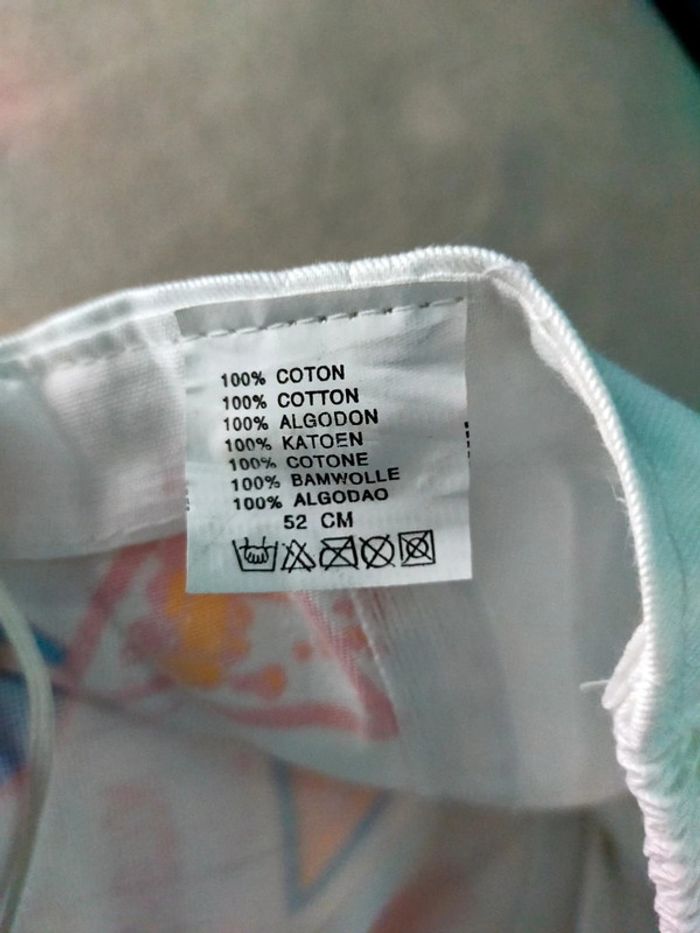 100% COTON
100% COTTON
100% ALGODON
100% KATOEN
100% COTONE
100% BAMWOLLE
100% ALGODAO
52 CM